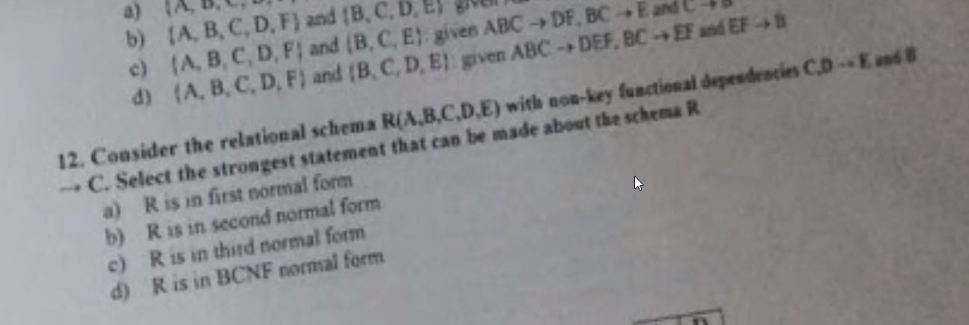 a) {A, B, C, D,
b) {A, B, C, D, F} and {B, C, D, E}
c) {A, B, C, D, F} and {B, C, E} given ABC → DF, BC → E and C → B
d) {A, B, C, D, F} and {B, C, D, E} given ABC → DEF, BC → EF and EF → B
12. Consider the relational schema R(A,B,C,D,E) with non-key functional dependencies C,D → E and B
→ C. Select the strongest statement that can be made about the schema R
a) R is in first normal form
b) R is in second normal form
c) R is in third normal form
d) R is in BCNF normal form
D